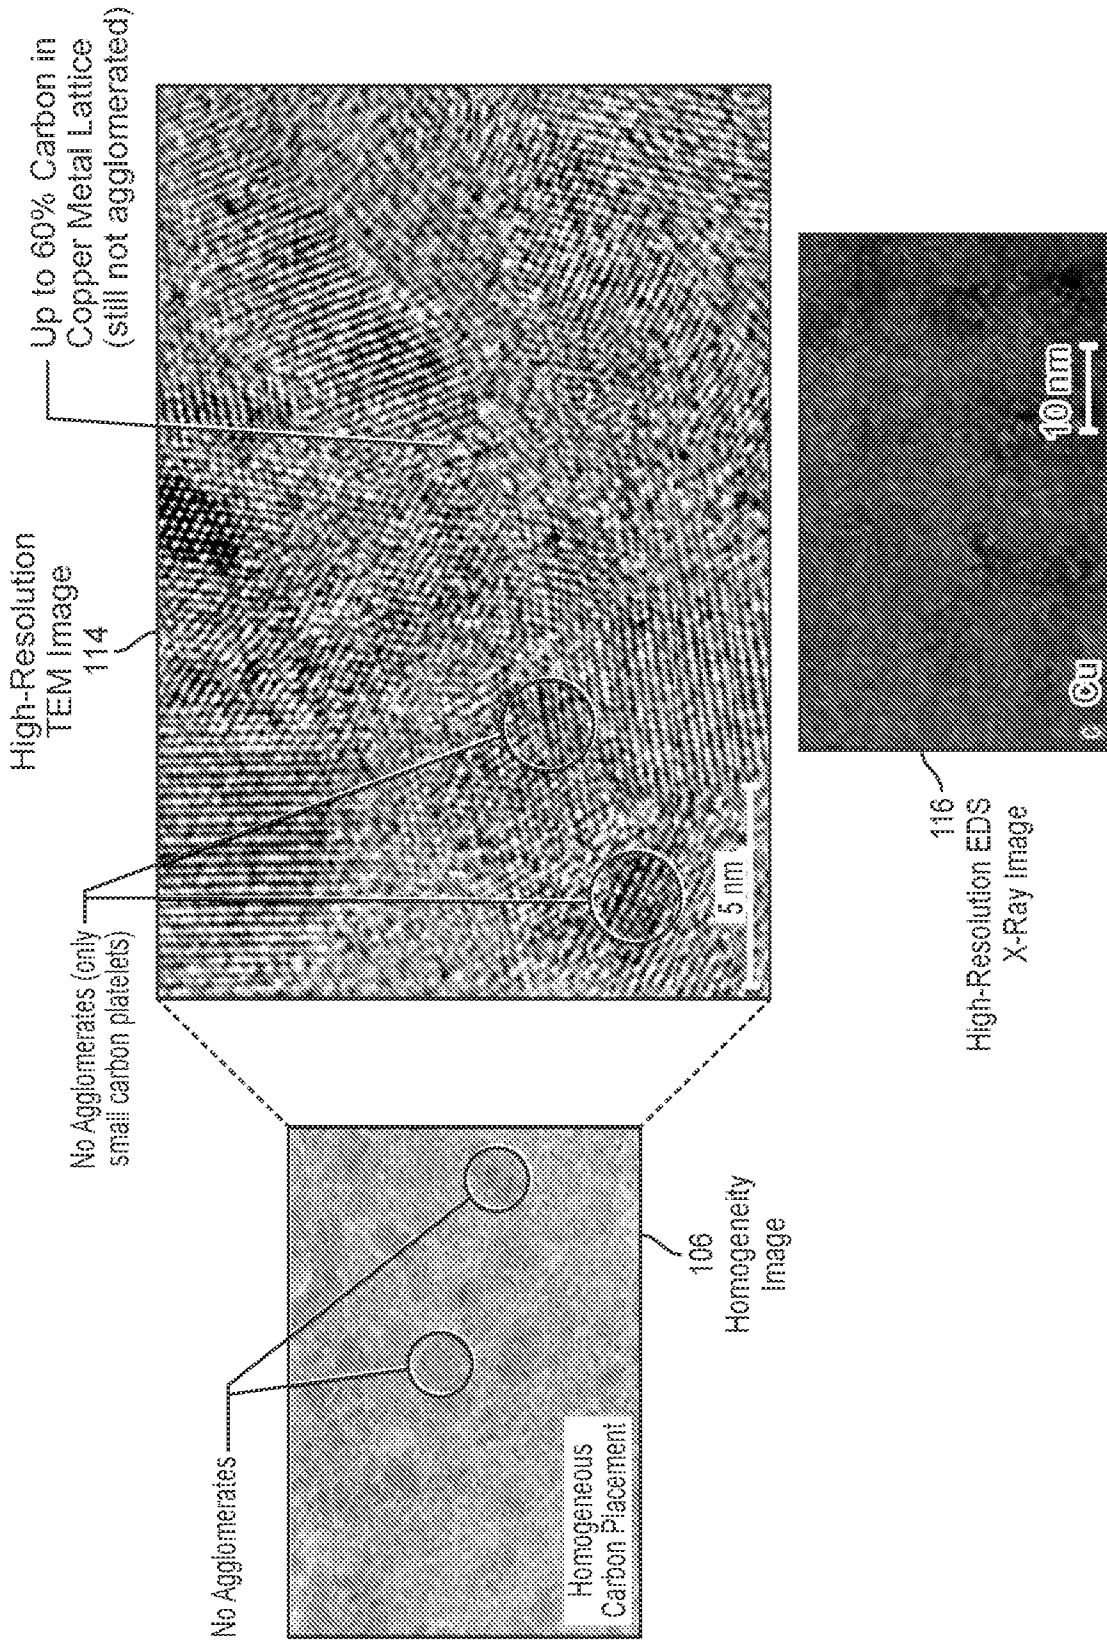 No Agglomerates
Homogeneous
Carbon Placement
106
Homogeneity
Image
No Agglomerates (only
small carbon platelets)
High-Resolution
TEM Image
114
Up to 60% Carbon in
Copper Metal Lattice
(still not agglomerated)
5 nm
116
High-Resolution EDS
X-Ray Image
c Cu
10 nm